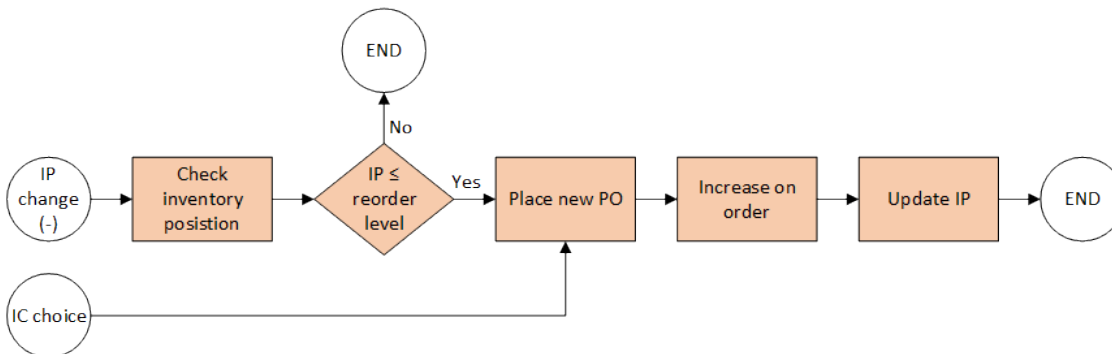 END
No
IP
change
(-)
Check
inventory
posistion
IP ≤
reorder
level
Yes
Place new PO
Increase on
order
Update IP
END
IC choice